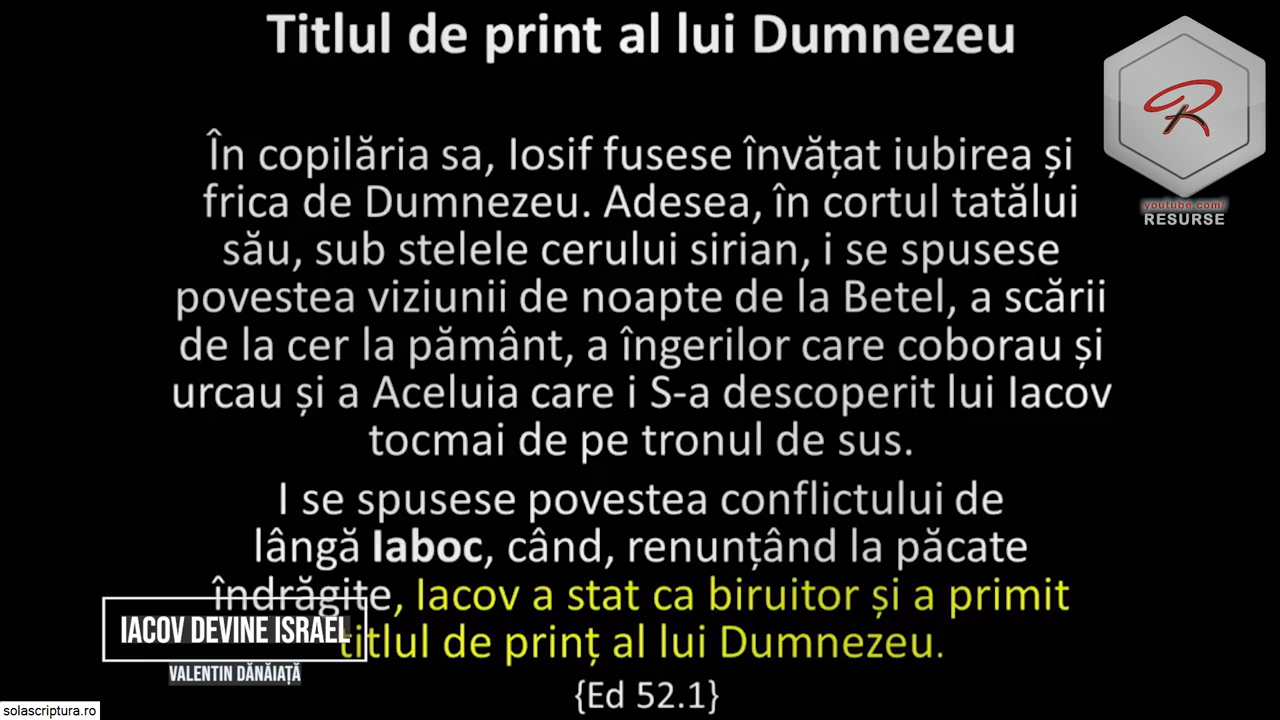 Titlul de print al lui Dumnezeu
youtube.com/
RESURSE
În copilăria sa, Iosif fusese învățat iubirea și
frica de Dumnezeu. Adesea, în cortul tatălui
său, sub stelele cerului sirian, i se spusese
povestea viziunii de noapte de la Betel, a scării
de la cer la pământ, a îngerilor care coborau și
urcau și a Aceluia care i S-a descoperit lui Iacov
tocmai de pe tronul de sus.
I se spusese povestea conflictului de
lângă Iaboc, când, renunțând la păcate
îndrăgite, Iacov a stat ca biruitor și a primit
titlul de prinț al lui Dumnezeu.
{Ed 52.1}
IACOV DEVINE ISRAEL
VALENTIN DĂNĂIAȚĂ
solascriptura.ro